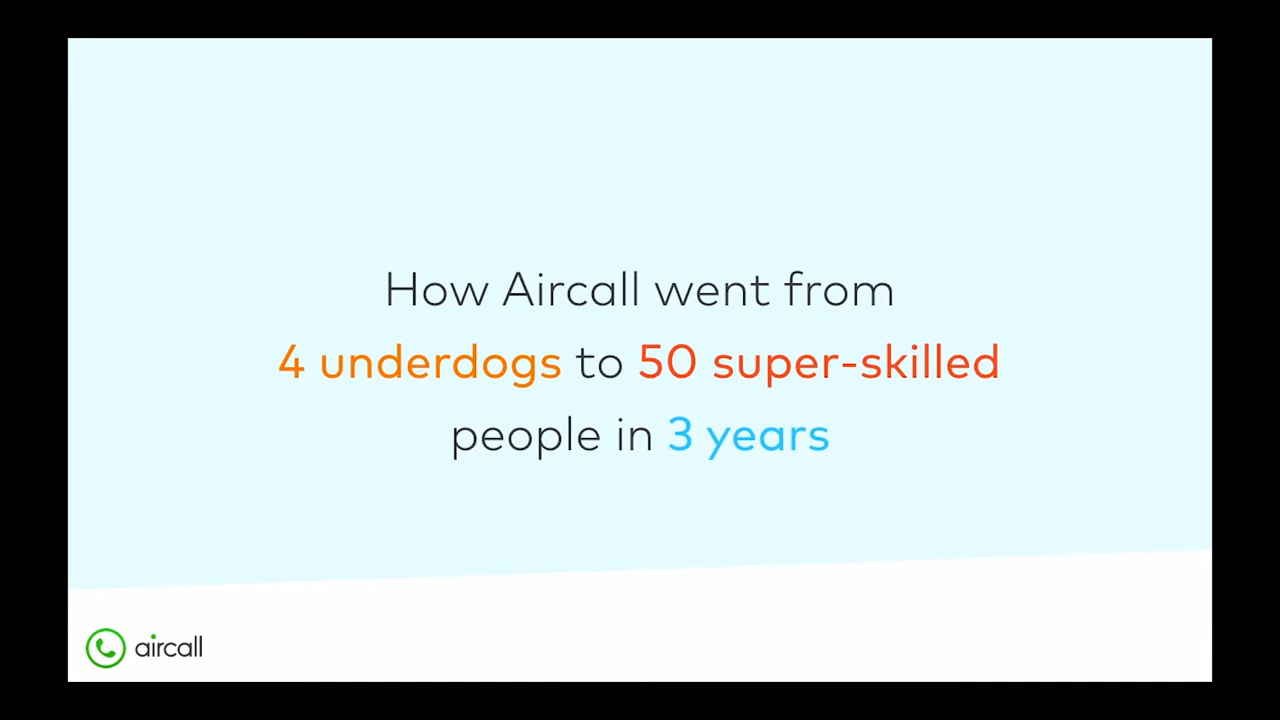 How Aircall went from
4 underdogs to 50 super-skilled
people in 3 years
aircall